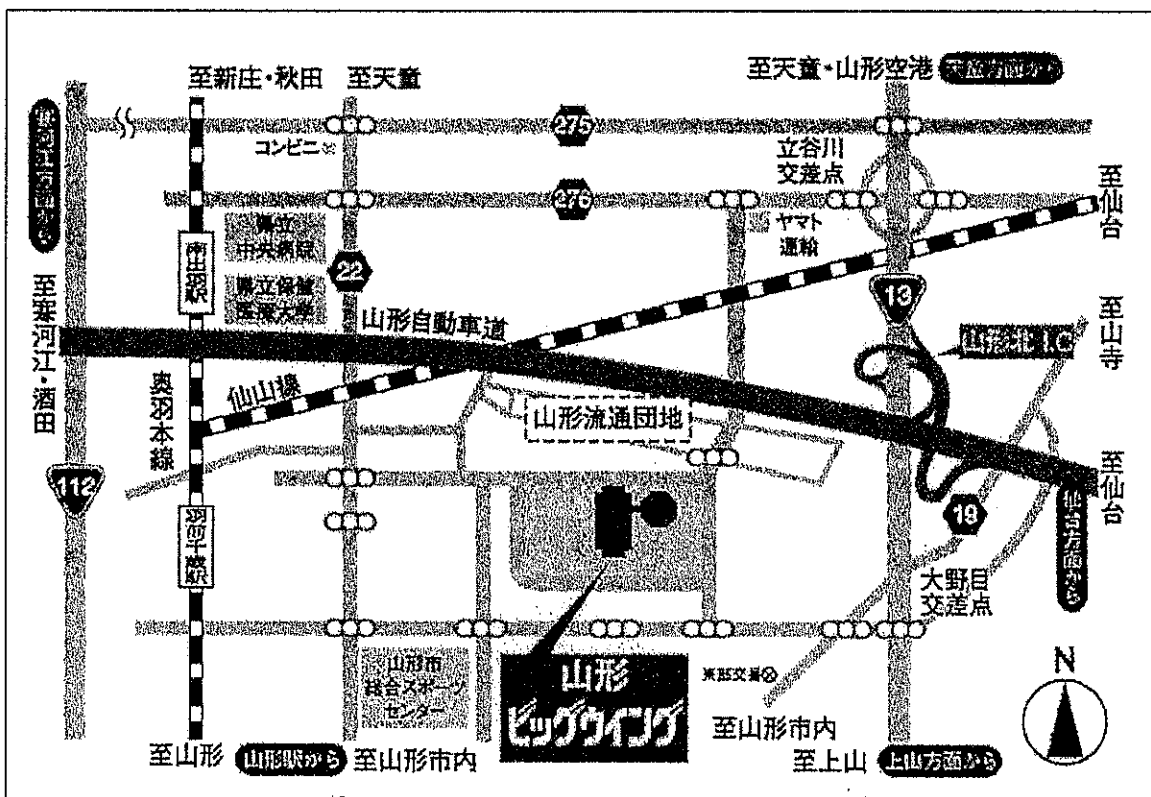 至新庄・秋田
至天童
至天童・山形空港
天童方面から
寒河江方面から
275
コンビニ
立谷川
交差点
276
至仙台
県立
中央病院
ヤマト
運輸
南出羽駅
22
県立保健
医療大学
13
至寒河江・酒田
山形自動車道
山形北IC
至山寺
奥羽本線
仙山線
山形流通団地
112
至仙台
19
仙台方面から
羽前千歳駅
大野目
交差点
山形市
総合スポーツ
センター
山形
ビッグウイング
N
至山形市内
至山形
山形駅から
至山形市内
至上山
上山方面から